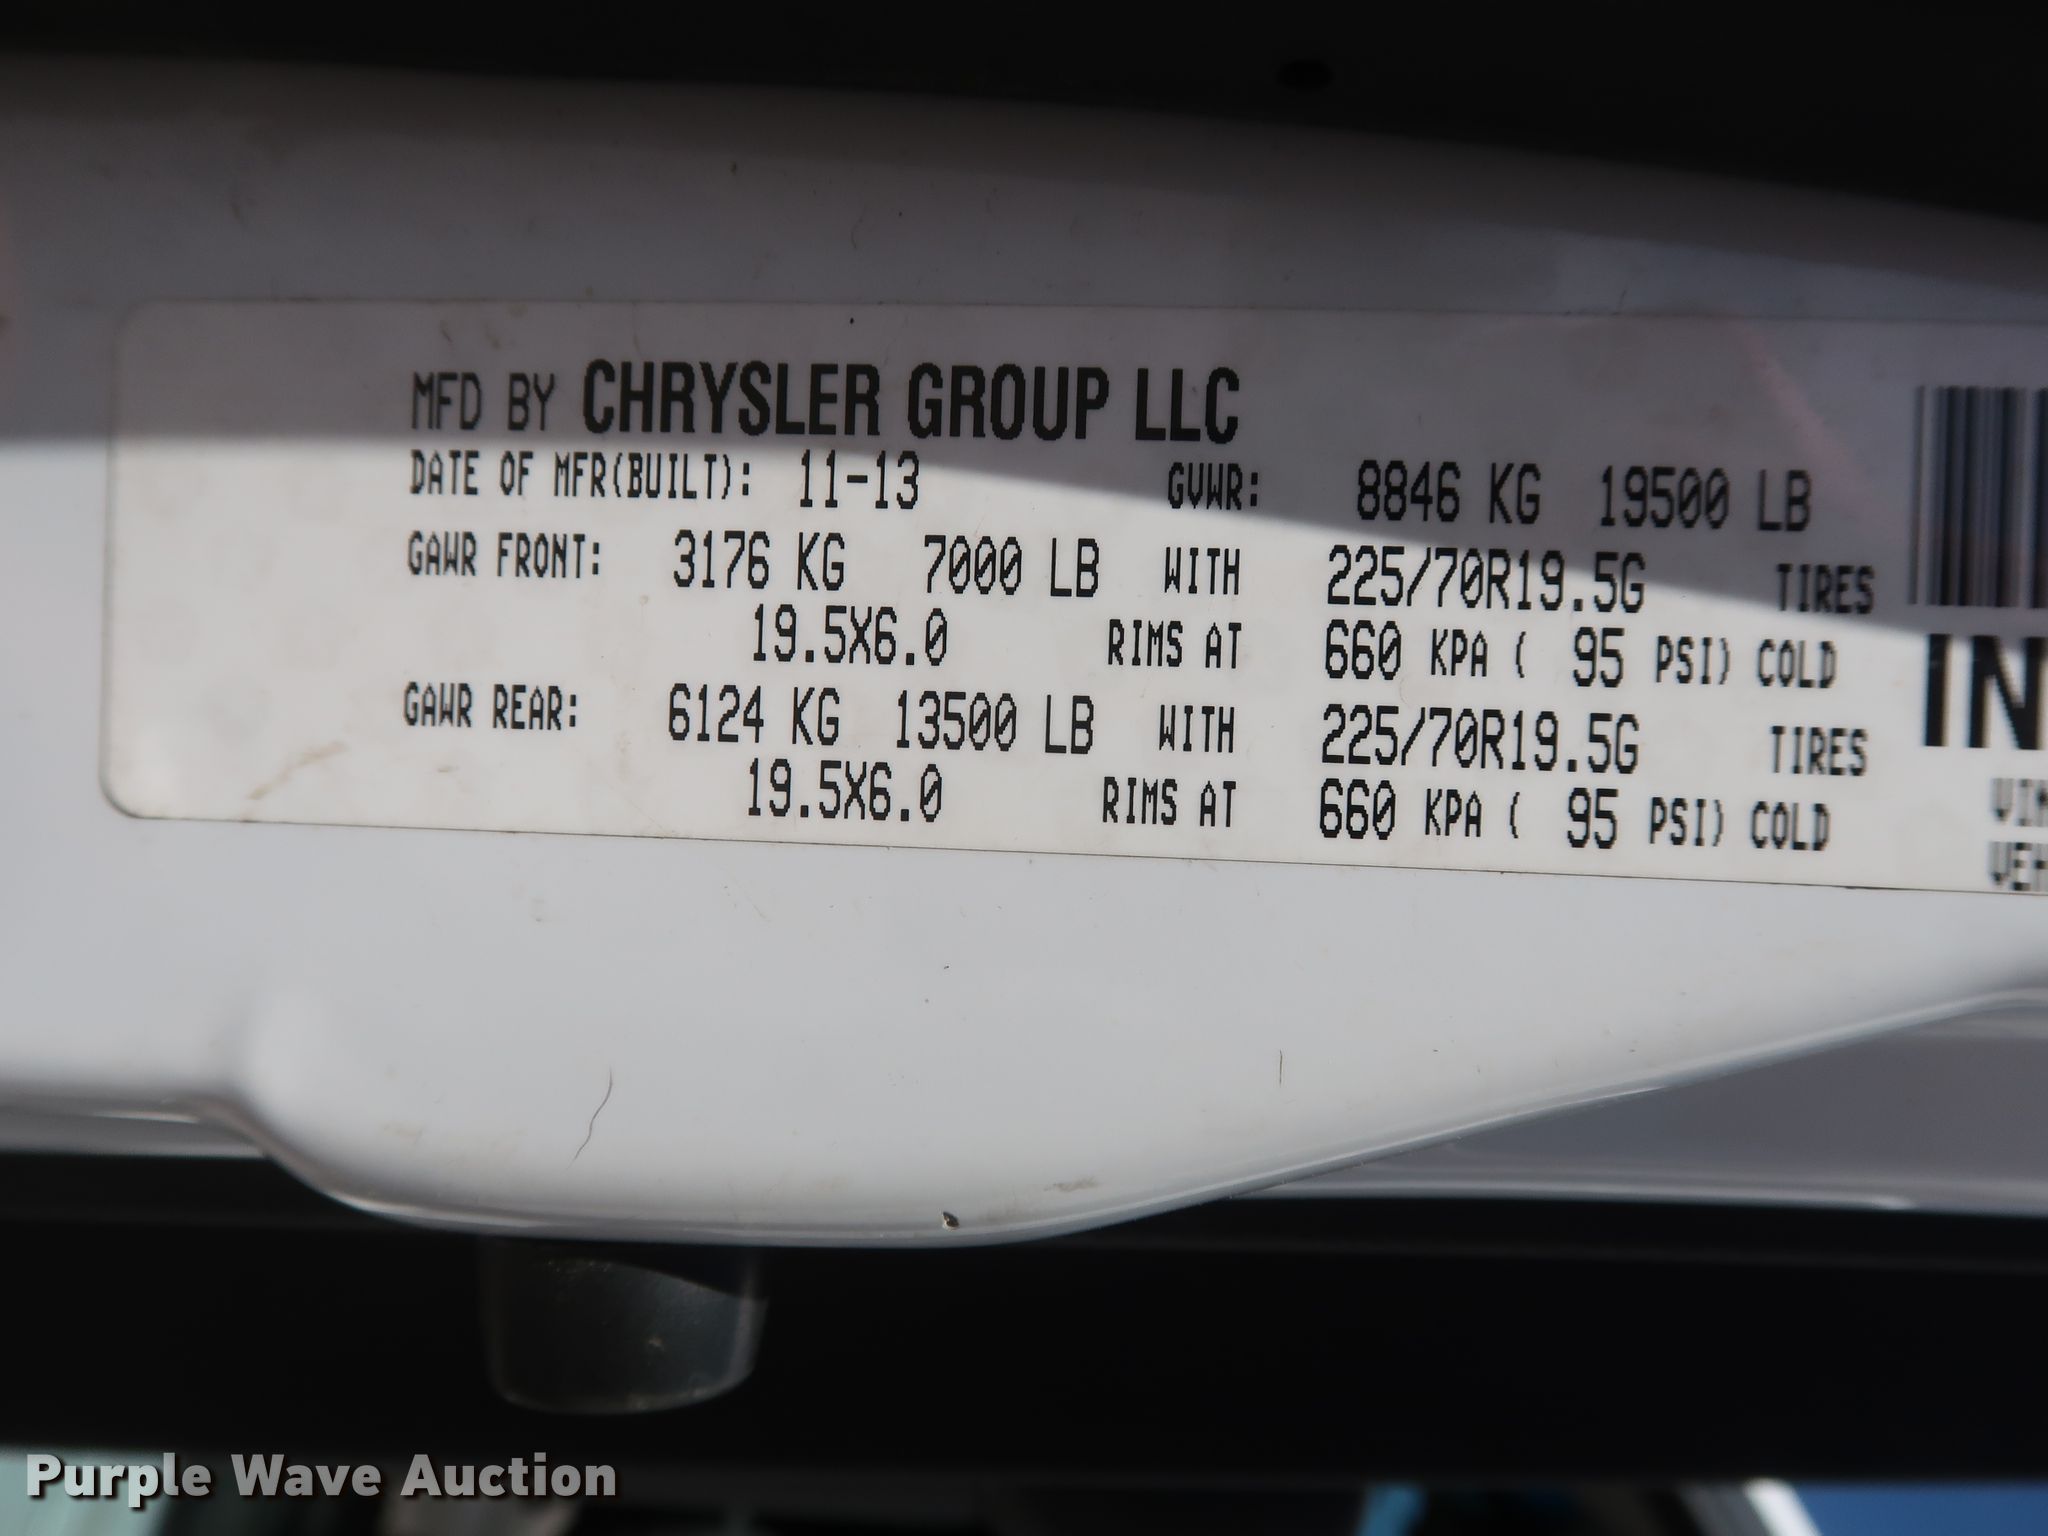 MFD BY CHRYSLER GROUP LLC
DATE OF MFR(BUILT): 11-13 GVWR: 8846 KG 19500 LB
GAWR FRONT: 3176 KG 7000 LB WITH 225/70R19.5G TIRES
19.5X6.0 RIMS AT 660 KPA ( 95 PSI) COLD
GAWR REAR: 6124 KG 13500 LB WITH 225/70R19.5G TIRES
19.5X6.0 RIMS AT 660 KPA ( 95 PSI) COLD
Purple Wave Auction